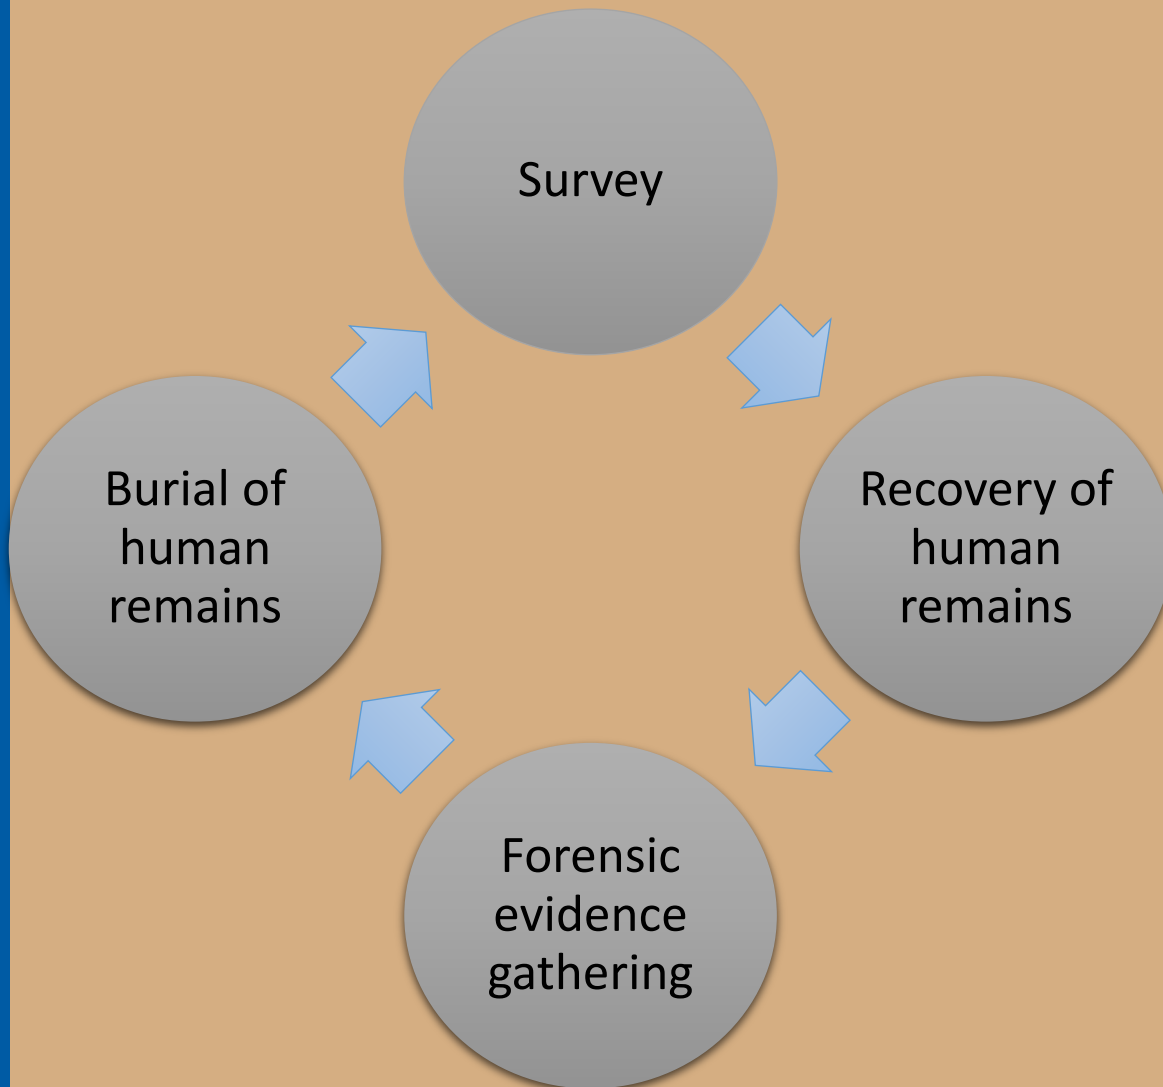 Survey
Recovery of
human
remains
Forensic
evidence
gathering
Burial of
human
remains